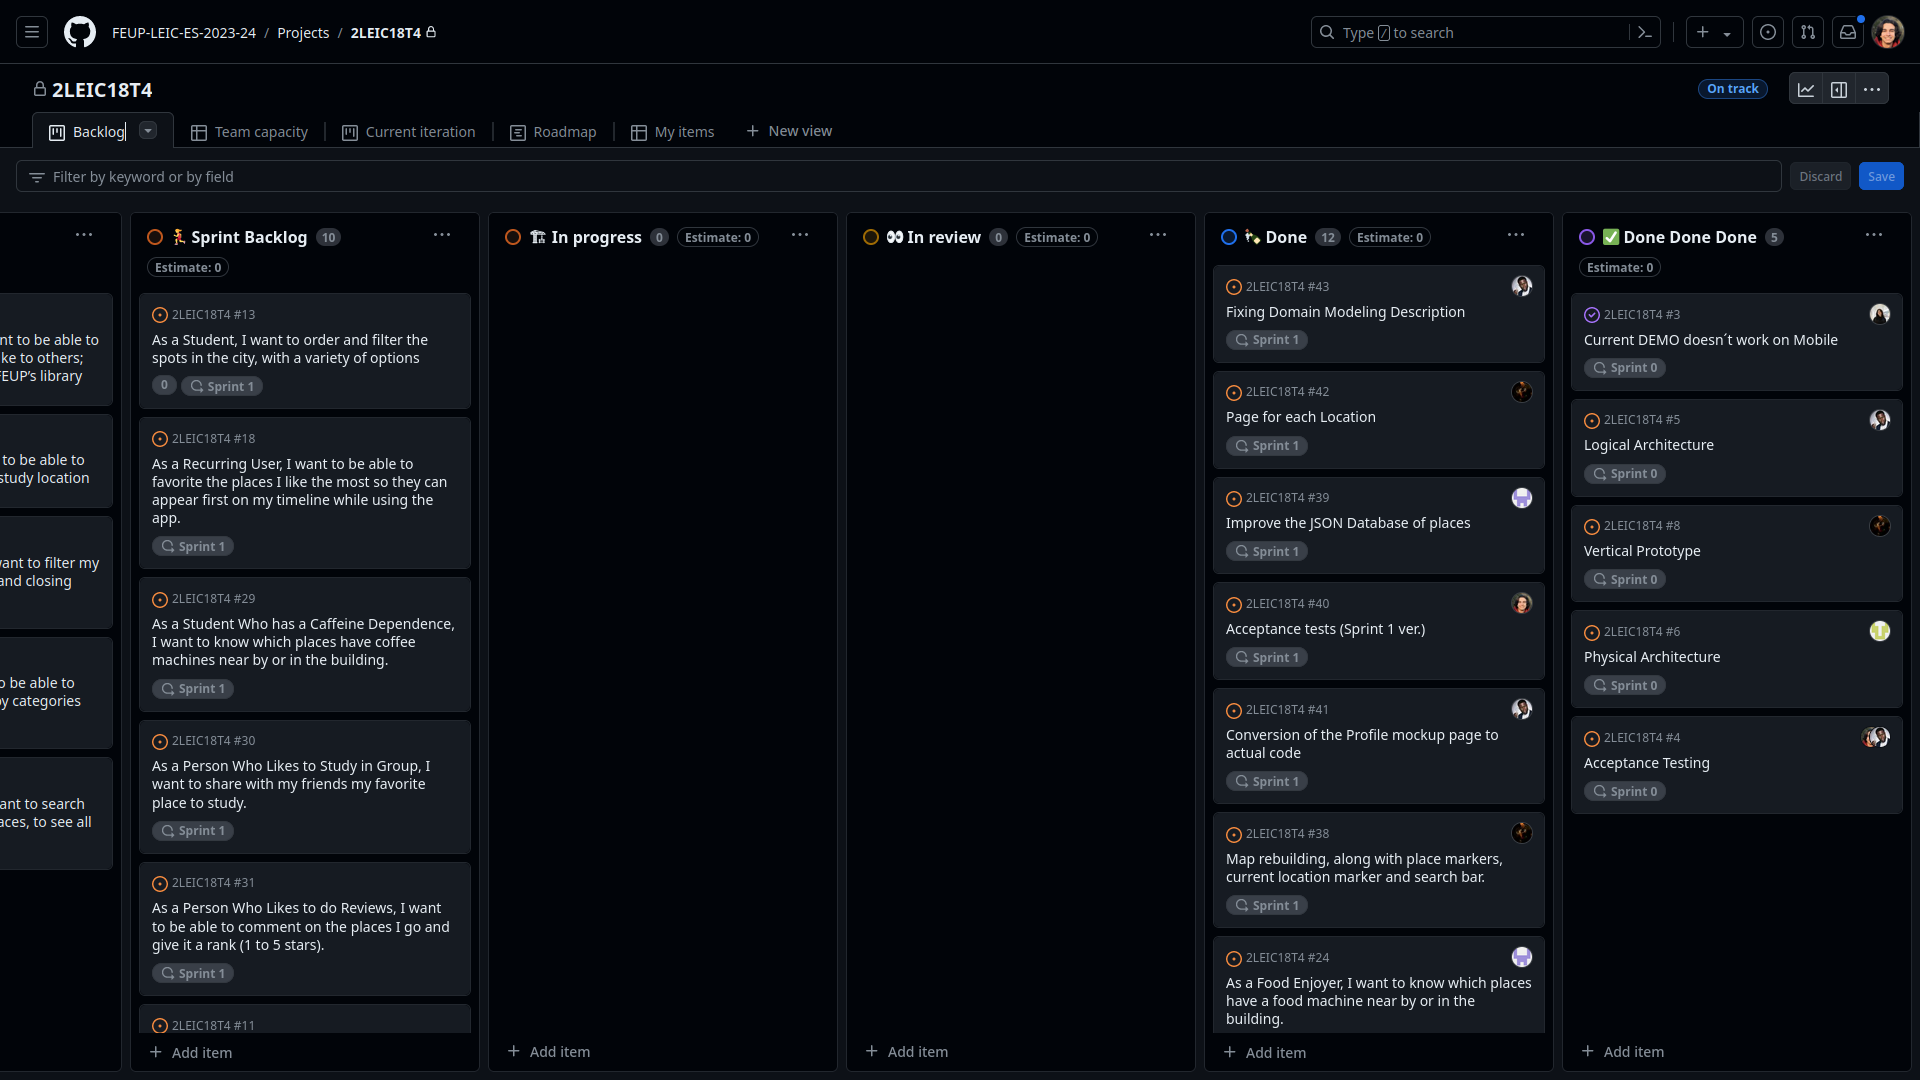 FEUP-LEIC-ES-2023-24 / Projects / 2LEIC18T4
Type / to search
2LEIC18T4
On track
Backlog
Team capacity
Current iteration
Roadmap
My items
New view
Filter by keyword or by field
Discard
Save
nt to be able to
ke to others;
FEUP's library
to be able to
study location
ant to filter my
and closing
o be able to
by categories
ant to search
aces, to see all
Sprint Backlog 10
Estimate: 0
2LEIC18T4 #13
As a Student, I want to order and filter the
spots in the city, with a variety of options
0 Sprint 1
2LEIC18T4 #18
As a Recurring User, I want to be able to
favorite the places I like the most so they can
appear first on my timeline while using the
app.
Sprint 1
2LEIC18T4 #29
As a Student Who has a Caffeine Dependence,
I want to know which places have coffee
machines near by or in the building.
Sprint 1
2LEIC18T4 #30
As a Person Who Likes to Study in Group, I
want to share with my friends my favorite
place to study.
Sprint 1
2LEIC18T4 #31
As a Person Who Likes to do Reviews, I want
to be able to comment on the places I go and
give it a rank (1 to 5 stars).
Sprint 1
2LEIC18T4 #11
Add item
In progress 0 Estimate: 0
Add item
In review 0 Estimate: 0
Add item
Done 12 Estimate: 0
2LEIC18T4 #43
Fixing Domain Modeling Description
Sprint 1
2LEIC18T4 #42
Page for each Location
Sprint 1
2LEIC18T4 #39
Improve the JSON Database of places
Sprint 1
2LEIC18T4 #40
Acceptance tests (Sprint 1 ver.)
Sprint 1
2LEIC18T4 #41
Conversion of the Profile mockup page to
actual code
Sprint 1
2LEIC18T4 #38
Map rebuilding, along with place markers,
current location marker and search bar.
Sprint 1
2LEIC18T4 #24
As a Food Enjoyer, I want to know which places
have a food machine near by or in the
building.
Add item
Done Done Done 5
Estimate: 0
2LEIC18T4 #3
Current DEMO doesn´t work on Mobile
Sprint 0
2LEIC18T4 #5
Logical Architecture
Sprint 0
2LEIC18T4 #8
Vertical Prototype
Sprint 0
2LEIC18T4 #6
Physical Architecture
Sprint 0
2LEIC18T4 #4
Acceptance Testing
Sprint 0
Add item